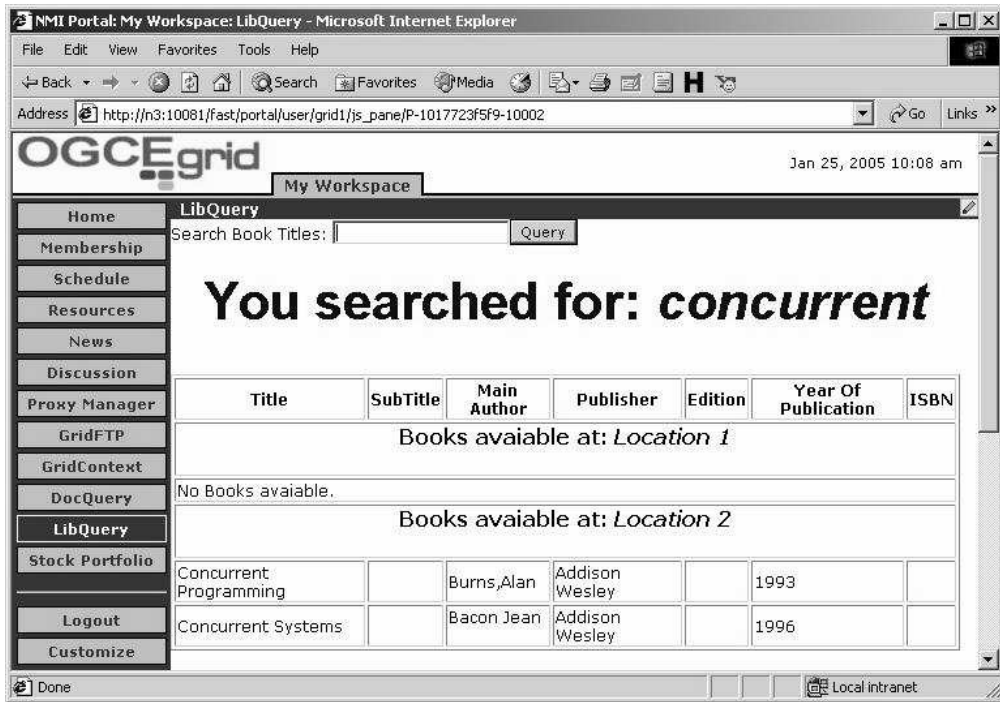 NMI Portal: My Workspace: LibQuery - Microsoft Internet Explorer
File Edit View Favorites Tools Help
Back Search Favorites Media H
Address http://n3:10081/fast/portal/user/grid1/js_pane/P-1017723f5f9-10002 Go Links »
OGCEgrid
Jan 25, 2005 10:08 am
My Workspace
LibQuery
Search Book Titles: Query
Home
Membership
Schedule
Resources
News
Discussion
Proxy Manager
GridFTP
GridContext
DocQuery
LibQuery
Stock Portfolio
Logout
Customize
You searched for: concurrent
Title SubTitle Main Author Publisher Edition Year Of Publication ISBN
Books avaiable at: Location 1
No Books avaiable.
Books avaiable at: Location 2
Concurrent Programming Burns,Alan Addison Wesley 1993
Concurrent Systems Bacon Jean Addison Wesley 1996
Done Local intranet